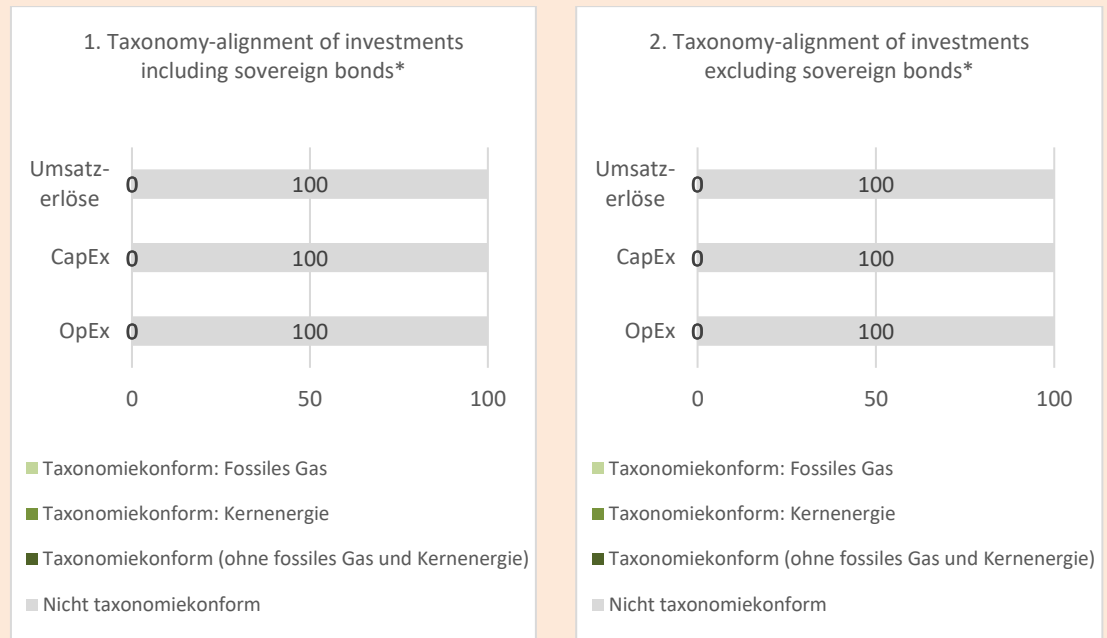 1. Taxonomy-alignment of investments
including sovereign bonds*
Umsatz-
erlöse
0
100
CapEx
0
100
OpEx
0
100
0
50
100
Taxonomiekonform: Fossiles Gas
Taxonomiekonform: Kernenergie
Taxonomiekonform (ohne fossiles Gas und Kernenergie)
Nicht taxonomiekonform
2. Taxonomy-alignment of investments
excluding sovereign bonds*
Umsatz-
erlöse
0
100
CapEx
0
100
OpEx
0
100
0
50
100
Taxonomiekonform: Fossiles Gas
Taxonomiekonform: Kernenergie
Taxonomiekonform (ohne fossiles Gas und Kernenergie)
Nicht taxonomiekonform